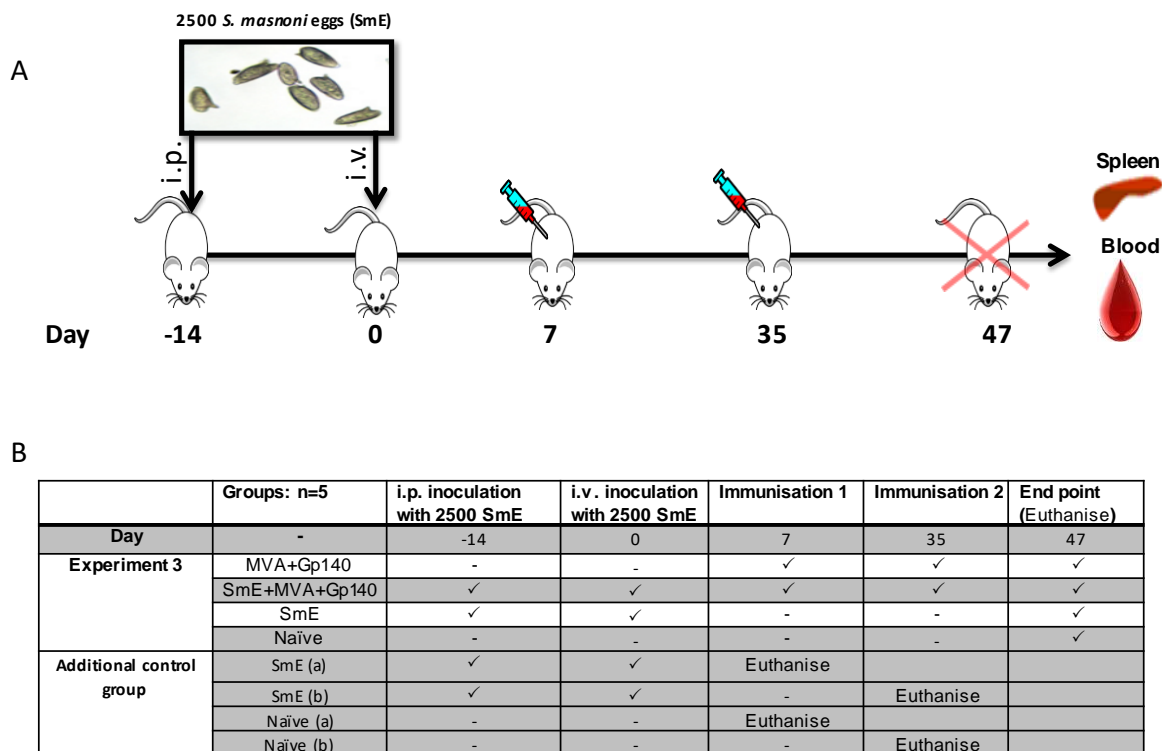 2500 S. masnoni eggs (SmE)
A
i.p.
i.v.
Spleen
Blood
Day -14 0 7 35 47
B
Groups: n=5 i.p. inoculation with 2500 SmE i.v. inoculation with 2500 SmE Immunisation 1 Immunisation 2 End point (Euthanise)
Day - -14 0 7 35 47
Experiment 3 MVA+Gp140 - - ✓ ✓ ✓
SmE+MVA+Gp140 ✓ ✓ ✓ ✓ ✓
SmE ✓ ✓ - - ✓
Naïve - - - - ✓
Additional control group SmE (a) ✓ ✓ Euthanise
SmE (b) ✓ ✓ - Euthanise
Naïve (a) - - Euthanise
Naïve (b) - - - Euthanise